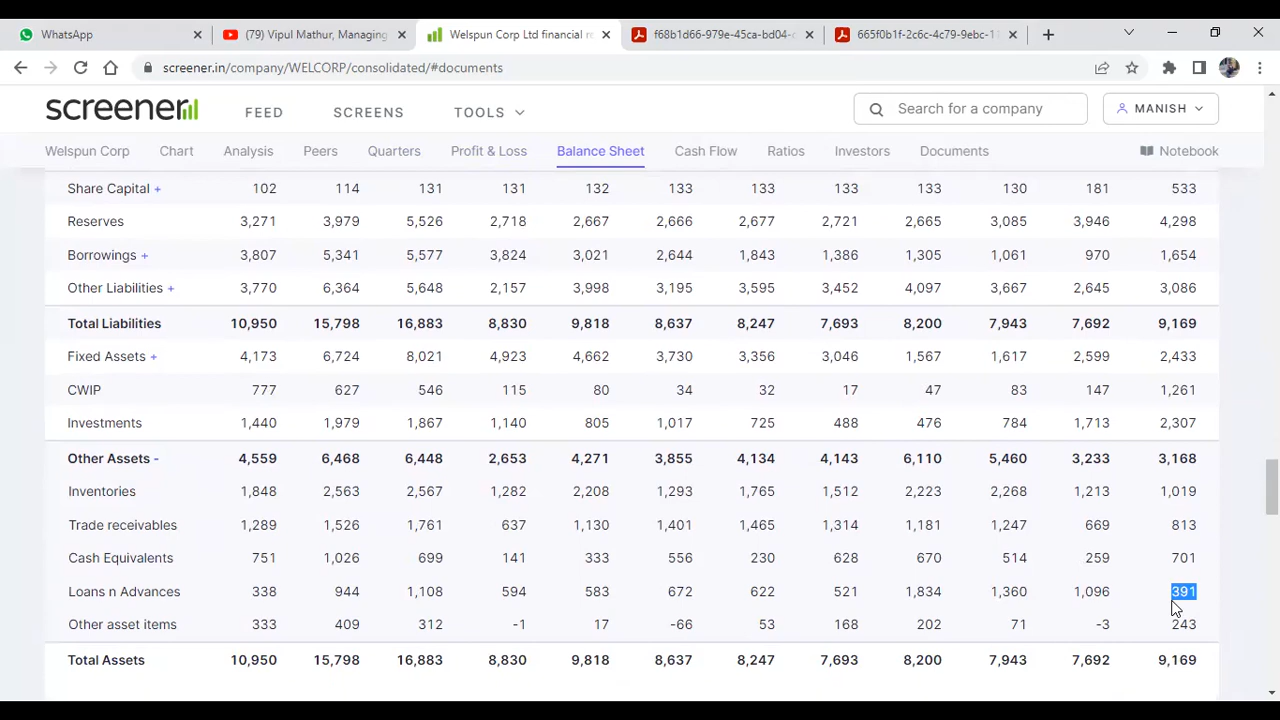 WhatsApp
(79) Vipul Mathur, Managing
Welspun Corp Ltd financial r
f68b1d66-979e-45ca-bd04-
665f0b1f-2c6c-4c79-9ebc-1
screener.in/company/WELCORP/consolidated/#documents
screener FEED SCREENS TOOLS Search for a company MANISH
Welspun Corp Chart Analysis Peers Quarters Profit & Loss Balance Sheet Cash Flow Ratios Investors Documents Notebook
Share Capital + 102 114 131 131 132 133 133 133 133 130 181 533
Reserves 3,271 3,979 5,526 2,718 2,667 2,666 2,677 2,721 2,665 3,085 3,946 4,298
Borrowings + 3,807 5,341 5,577 3,824 3,021 2,644 1,843 1,386 1,305 1,061 970 1,654
Other Liabilities + 3,770 6,364 5,648 2,157 3,998 3,195 3,595 3,452 4,097 3,667 2,645 3,086
Total Liabilities 10,950 15,798 16,883 8,830 9,818 8,637 8,247 7,693 8,200 7,943 7,692 9,169
Fixed Assets + 4,173 6,724 8,021 4,923 4,662 3,730 3,356 3,046 1,567 1,617 2,599 2,433
CWIP 777 627 546 115 80 34 32 17 47 83 147 1,261
Investments 1,440 1,979 1,867 1,140 805 1,017 725 488 476 784 1,713 2,307
Other Assets - 4,559 6,468 6,448 2,653 4,271 3,855 4,134 4,143 6,110 5,460 3,233 3,168
Inventories 1,848 2,563 2,567 1,282 2,208 1,293 1,765 1,512 2,223 2,268 1,213 1,019
Trade receivables 1,289 1,526 1,761 637 1,130 1,401 1,465 1,314 1,181 1,247 669 813
Cash Equivalents 751 1,026 699 141 333 556 230 628 670 514 259 701
Loans n Advances 338 944 1,108 594 583 672 622 521 1,834 1,360 1,096 391
Other asset items 333 409 312 -1 17 -66 53 168 202 71 -3 243
Total Assets 10,950 15,798 16,883 8,830 9,818 8,637 8,247 7,693 8,200 7,943 7,692 9,169